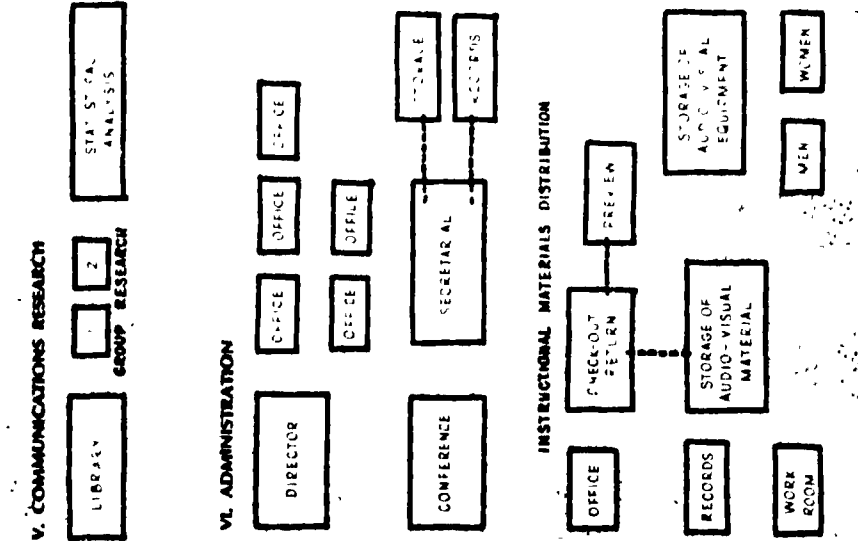 V. COMMUNICATIONS RESEARCH
LIBRARY
2
GROUP RESEARCH
STATISTICAL
ANALYSIS
VI. ADMINISTRATION
DIRECTOR
OFFICE
OFFICE
OFFICE
OFFICE
OFFICE
CONFERENCE
SECRETARIAL
STORAGE
RECORDS
INSTRUCTIONAL MATERIALS DISTRIBUTION
OFFICE
CHECK-OUT
RETURN
PREVIEW
RECORDS
STORAGE OF
AUDIO-VISUAL
MATERIAL
STORAGE OF
AUDIO-VISUAL
EQUIPMENT
WORK
ROOM
MEN
WOMEN